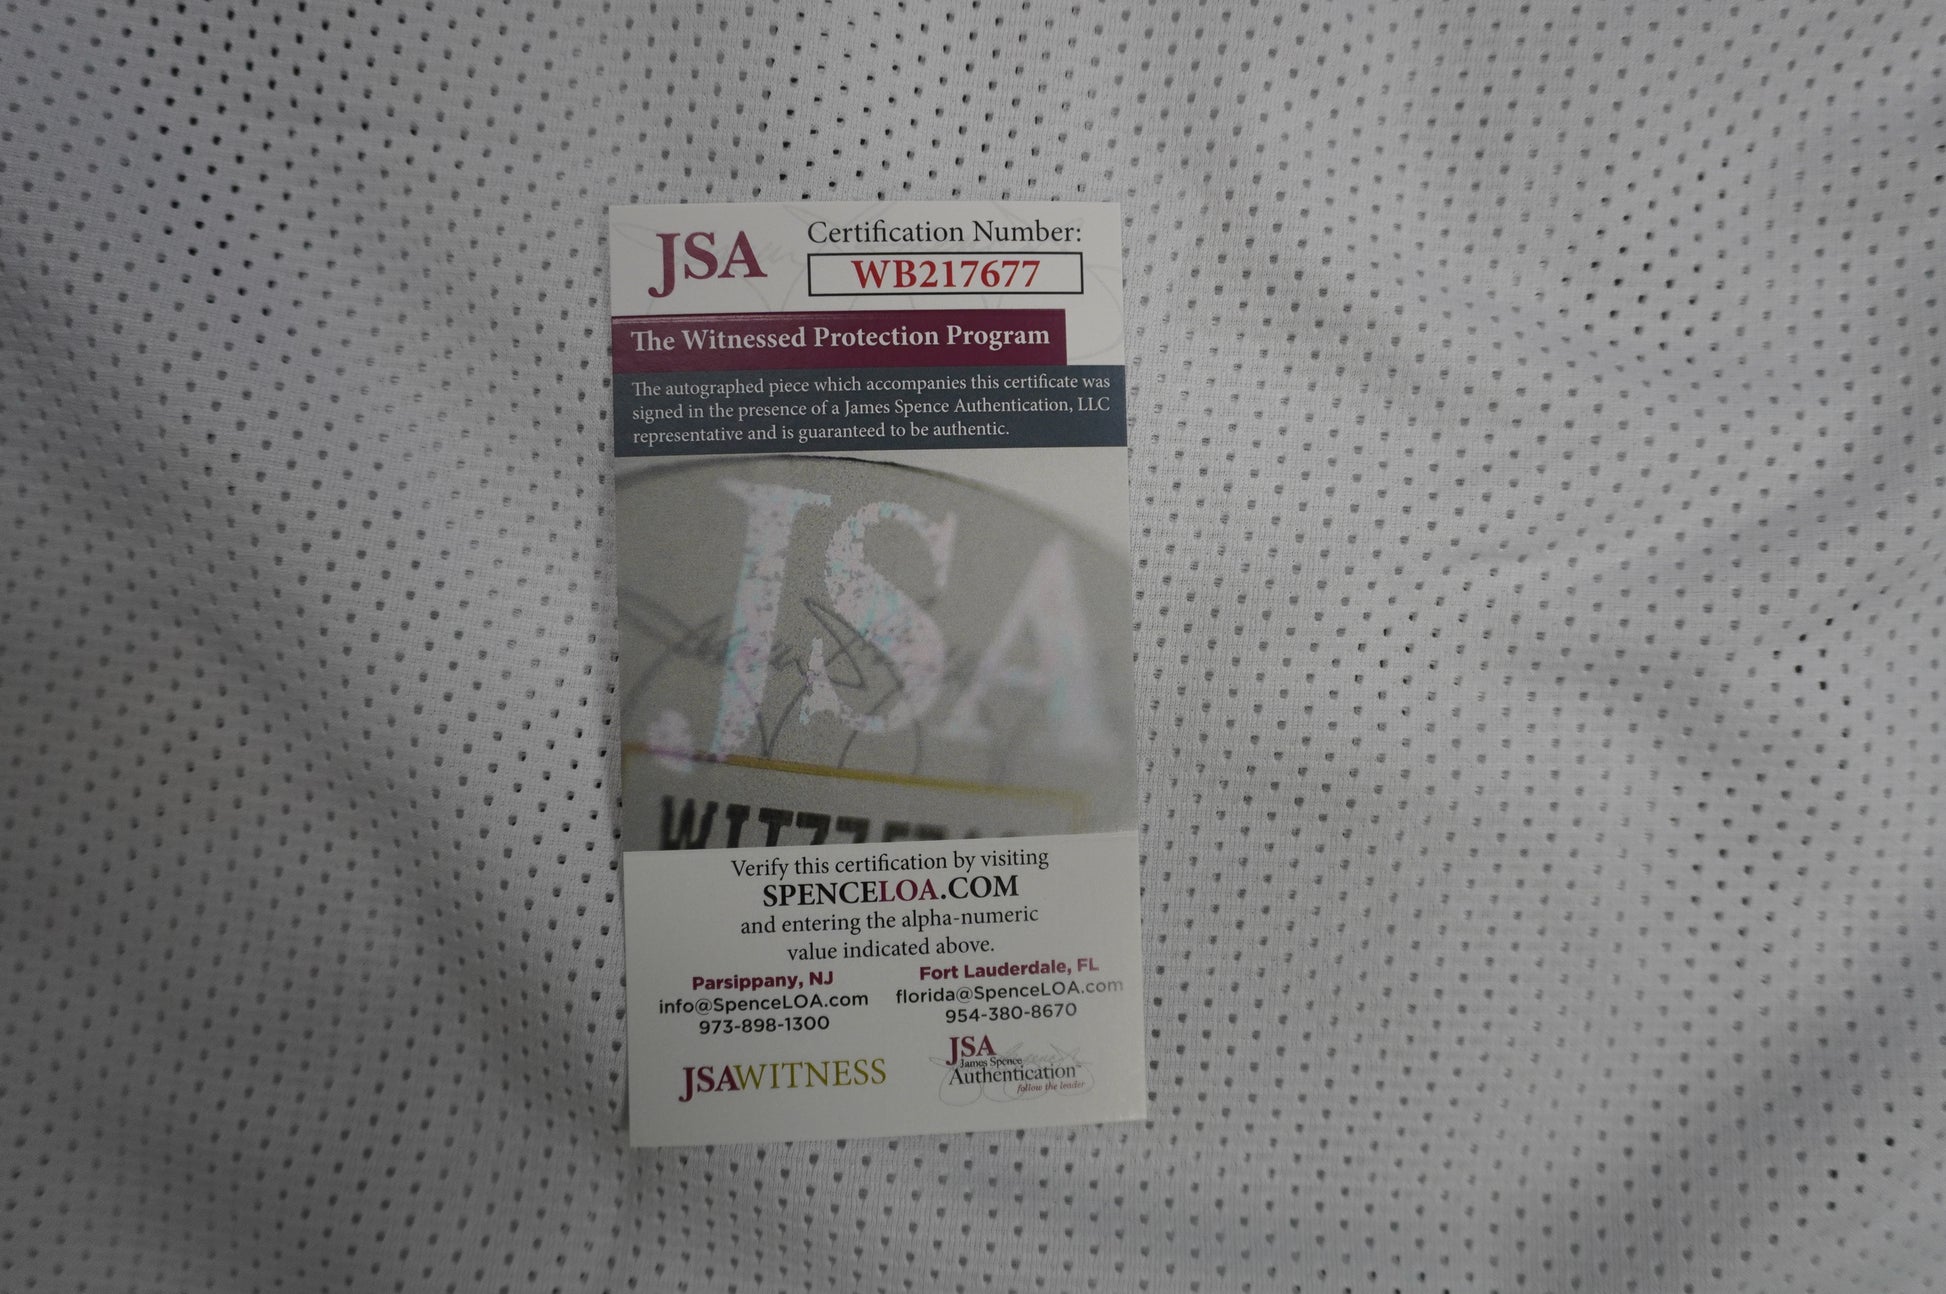 JSA
Certification Number:
WB217677
The Witnessed Protection Program
The autographed piece which accompanies this certificate was
signed in the presence of a James Spence Authentication, LLC
representative and is guaranteed to be authentic.
JSA
Verify this certification by visiting
SPENCELOA.COM
and entering the alpha-numeric
value indicated above.
Parsippany, NJ
info@SpenceLOA.com
973-898-1300
Fort Lauderdale, FL
florida@SpenceLOA.com
954-380-8670
JSAWITNESS
JSA
James Spence
Authentication™
follow the leader